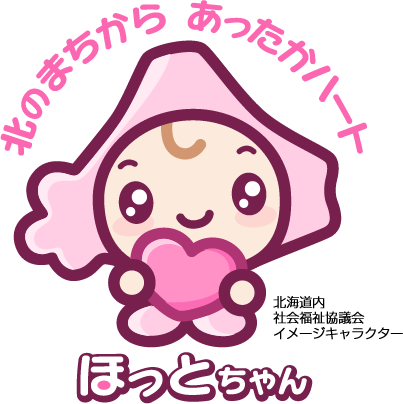 北のまちから あったかハート
北海道内
社会福祉協議会
イメージキャラクター
ほっとちゃん